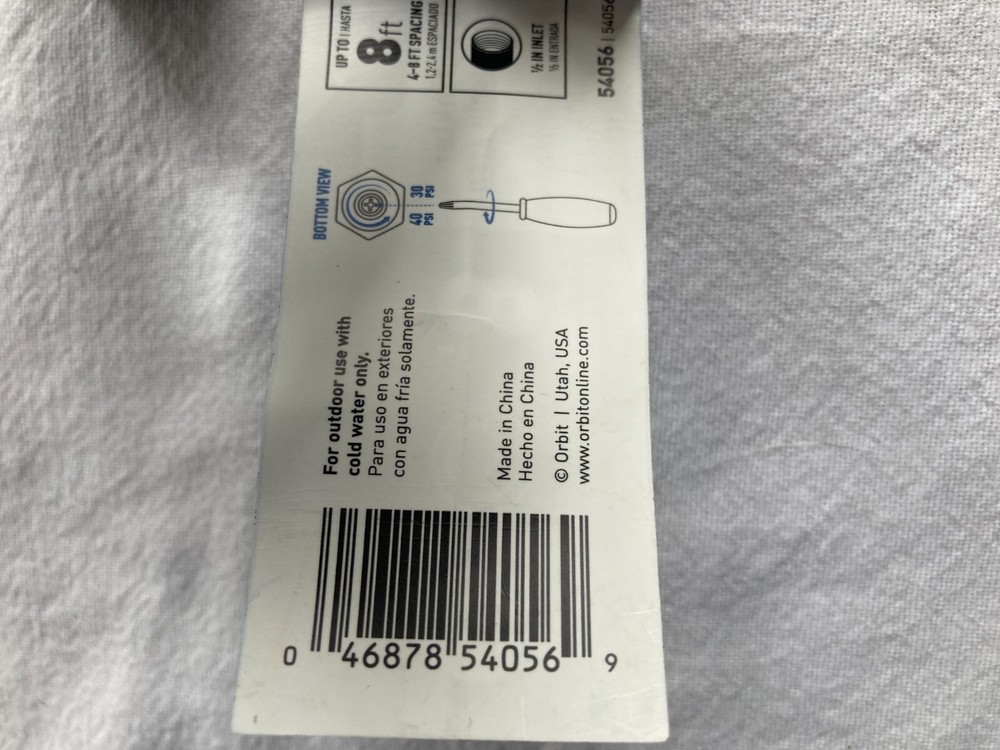 UP TO | HASTA
8ft
4-8 FT SPACING
1,2-2,4 m ESPACIADO
½ IN INLET
½ IN ENTRADA
54056 | 54056
BOTTOM VIEW
40 PSI
30 PSI
For outdoor use with
cold water only.
Para uso en exteriores
con agua fría solamente.
Made in China
Hecho en China
© Orbit | Utah, USA
www.orbitonline.com
0 46878 54056 9